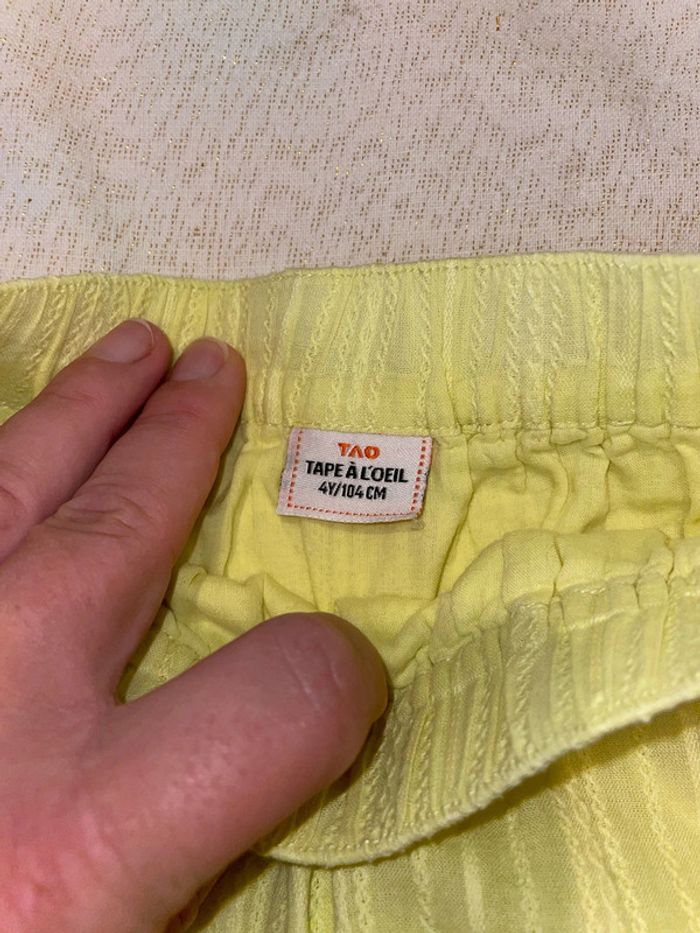 TAO
TAPE À L'OEIL
4Y/104 CM